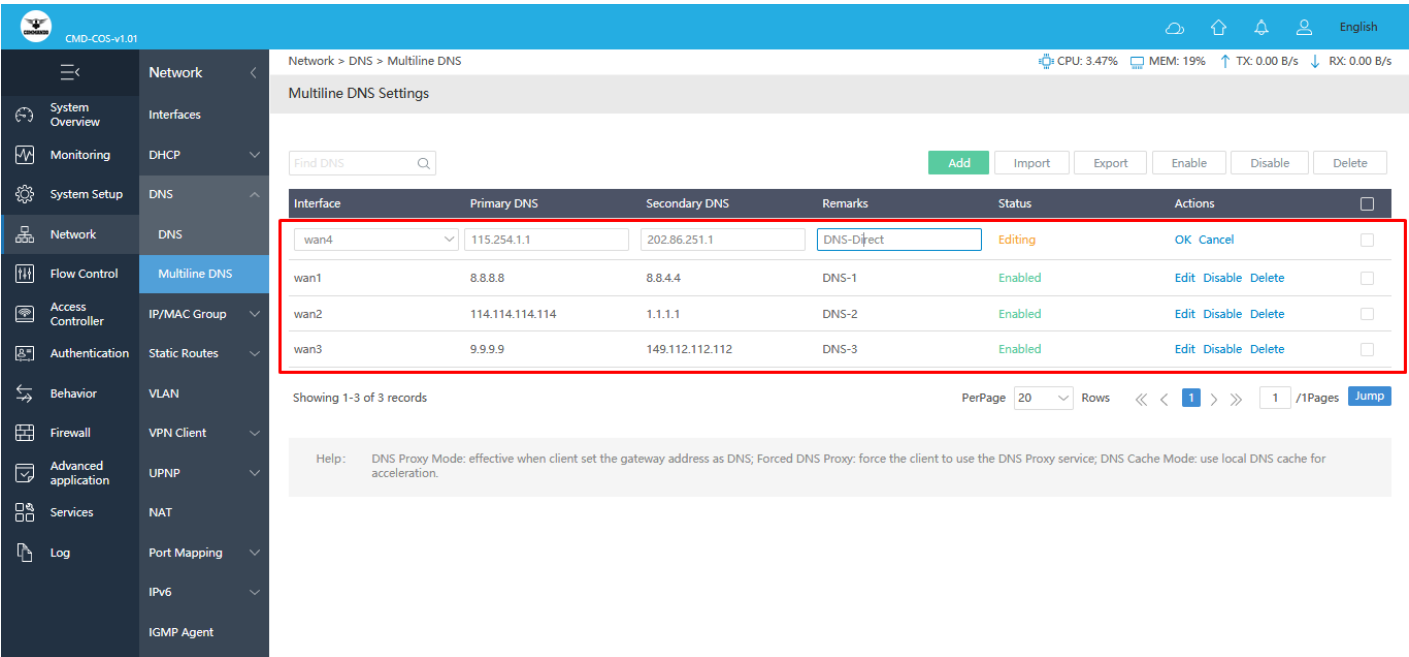 COMMANDO
CMD-COS-v1.01
English
Network
Network > DNS > Multiline DNS
CPU: 3.47% MEM: 19% TX: 0.00 B/s RX: 0.00 B/s
Multiline DNS Settings
System Overview
Monitoring
System Setup
Network
Flow Control
Access Controller
Authentication
Behavior
Firewall
Advanced application
Services
Log
Interfaces
DHCP
DNS
DNS
Multiline DNS
IP/MAC Group
Static Routes
VLAN
VPN Client
UPNP
NAT
Port Mapping
IPv6
IGMP Agent
Find DNS Add Import Export Enable Disable Delete
Interface Primary DNS Secondary DNS Remarks Status Actions
wan4 115.254.1.1 202.86.251.1 DNS-Direct Editing OK Cancel
wan1 8.8.8.8 8.8.4.4 DNS-1 Enabled Edit Disable Delete
wan2 114.114.114.114 1.1.1.1 DNS-2 Enabled Edit Disable Delete
wan3 9.9.9.9 149.112.112.112 DNS-3 Enabled Edit Disable Delete
Showing 1-3 of 3 records PerPage 20 Rows 1 1 /1Pages Jump
Help: DNS Proxy Mode: effective when client set the gateway address as DNS; Forced DNS Proxy: force the client to use the DNS Proxy service; DNS Cache Mode: use local DNS cache for
acceleration.